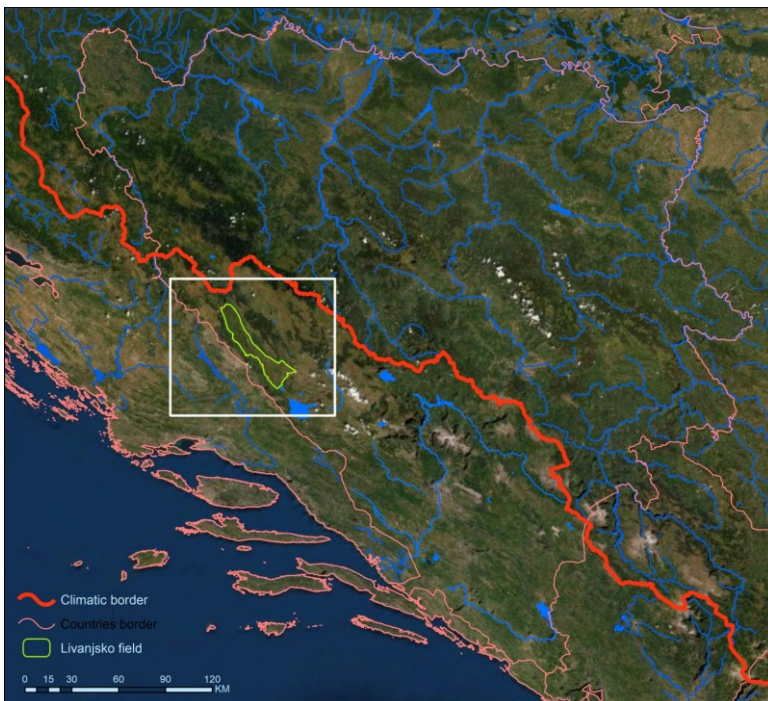 Climatic border
Countries border
Livanjsko field
0 15 30 60 90 120
KM